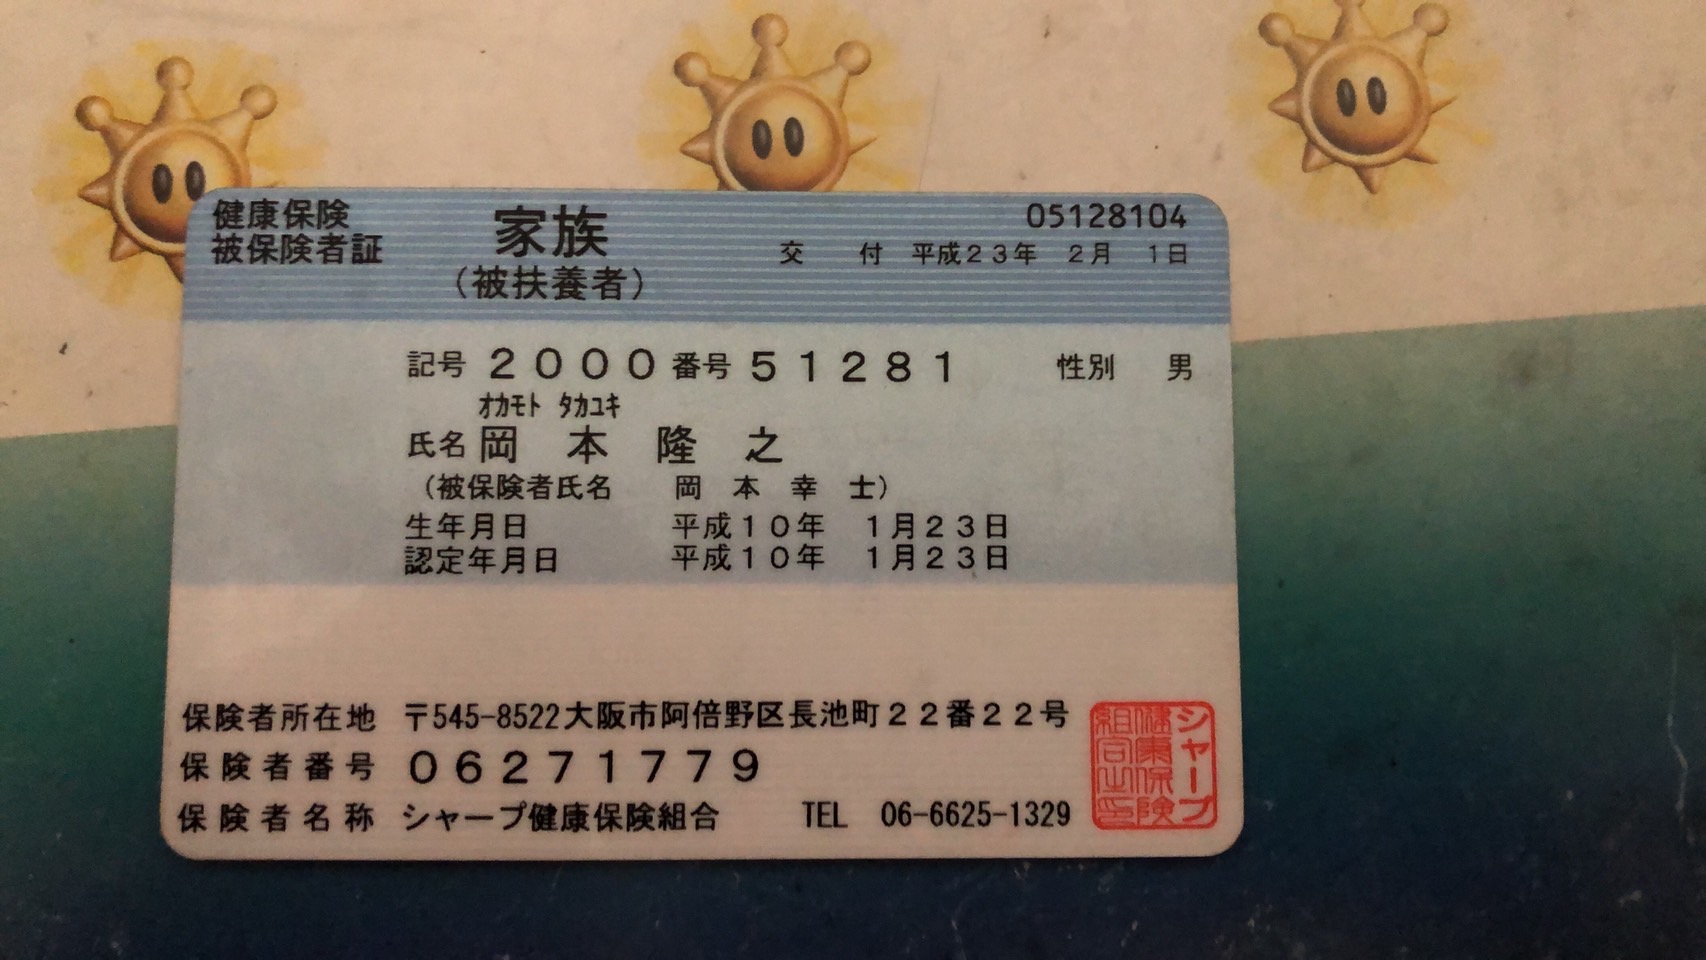 健康保険 家族 05128104
被保険者証 (被扶養者) 交 付 平成23年 2月 1日
記号 2000 番号 51281 性別 男
オカモト タカユキ
氏名 岡 本 隆 之
(被保険者氏名 岡 本 幸 士)
生年月日 平成10年 1月23日
認定年月日 平成10年 1月23日
保険者所在地 〒545-8522大阪市阿倍野区長池町22番22号
保険者番号 06271779
保険者名称 シャープ健康保険組合 TEL 06-6625-1329
シャープ
健康保険
組合之印